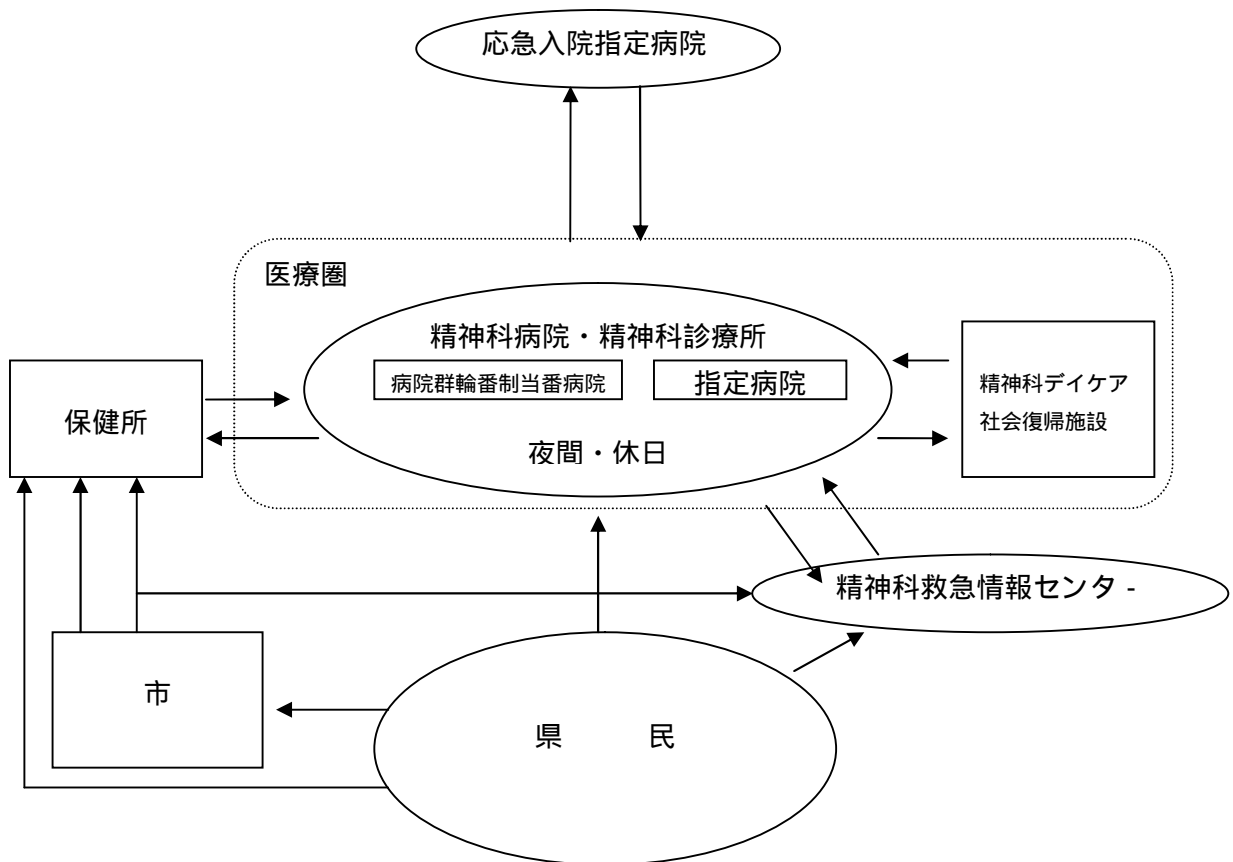 応急入院指定病院
医療圏
精神科病院・精神科診療所
病院群輪番制当番病院
指定病院
夜間・休日
精神科デイケア
社会復帰施設
保健所
精神科救急情報センタ-
市
県 民